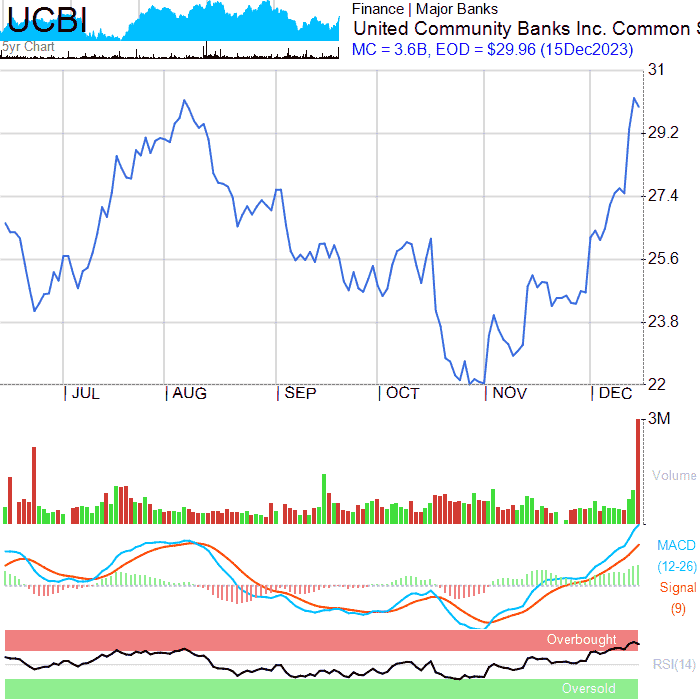 UCBI
5yr Chart
Finance | Major Banks
United Community Banks Inc. Common S
MC = 3.6B, EOD = $29.96 (15Dec2023)
31
29.2
27.4
25.6
23.8
22
JUL AUG SEP OCT NOV DEC
3M
Volume
MACD
(12-26)
Signal
(9)
Overbought
RSI(14)
Oversold